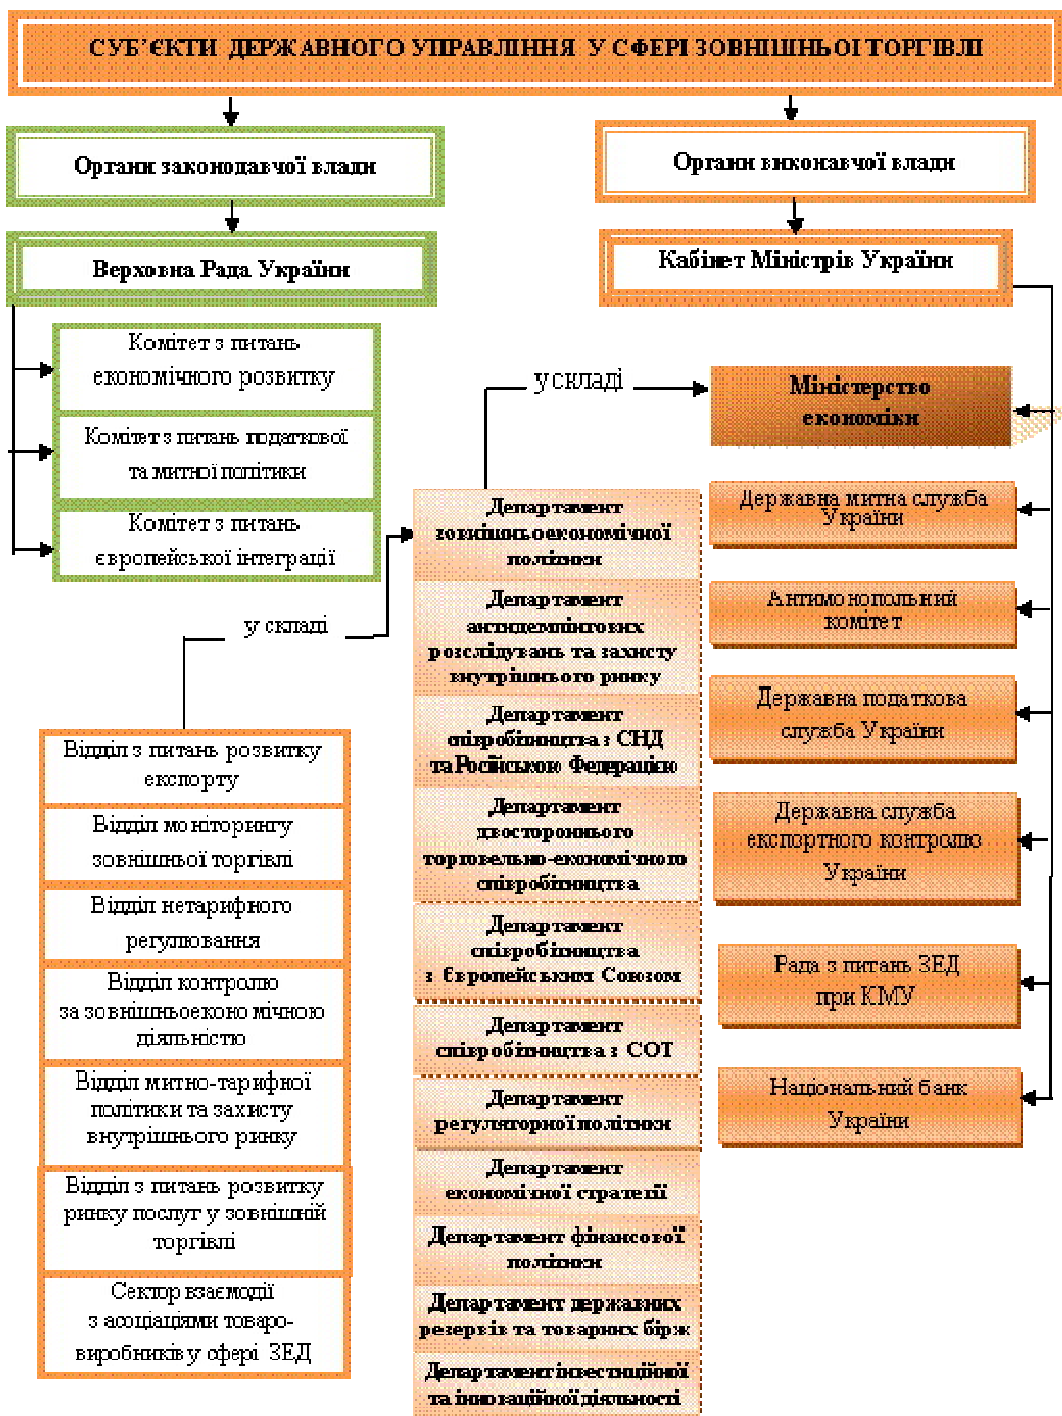 СУБ’ЄКТИ ДЕРЖАВНОГО УПРАВЛІННЯ У СФЕРІ ЗОВНІШНЬОІ ТОРГІВЛІ
Органи законодавчої влади
Органи виконавчої влади
Верховна Рада України
Кабінет Міністрів України
Комітет з питань
економічного розвитку
Комітет з питань податкової
та митної політики
Комітет з питань
європейської інтеграції
у складі
Міністерство
економіки
Державна митна служба
України
Антимонопольний
комітет
Державна податкова
служба України
Державна служба
експортного контролю
України
Рада з питань ЗЕД
при КМУ
Національний банк
України
Департамент
зовнішньоекономічної
політики
Департамент
антидемпінгових
розслідувань та захисту
внутрішнього ринку
Департамент
співробітництва з СНД
та Російською Федерацією
Департамент
двостороннього
торговельно-економічного
співробітництва
Департамент
співробітництва
з Європейським Союзом
Департамент
співробітництва з СОТ
Департамент
регуляторної політики
Департамент
економічної стратегії
Департамент фінансової
політики
Департамент державних
резервів та товарних бірж
Департамент інвестиційної
та інноваційної діяльності
у складі
Відділ з питань розвитку
експорту
Відділ моніторингу
зовнішньої торгівлі
Відділ нетарифного
регулювання
Відділ контролю
за зовнішньоеконо мічною
діяльністю
Відділ митно-тарифної
політики та захисту
внутрішнього ринку
Відділ з питань розвитку
ринку послуг у зовнішній
торгівлі
Сектор взаємодії
з асоціаціями товаро-
виробників у сфері ЗЕД